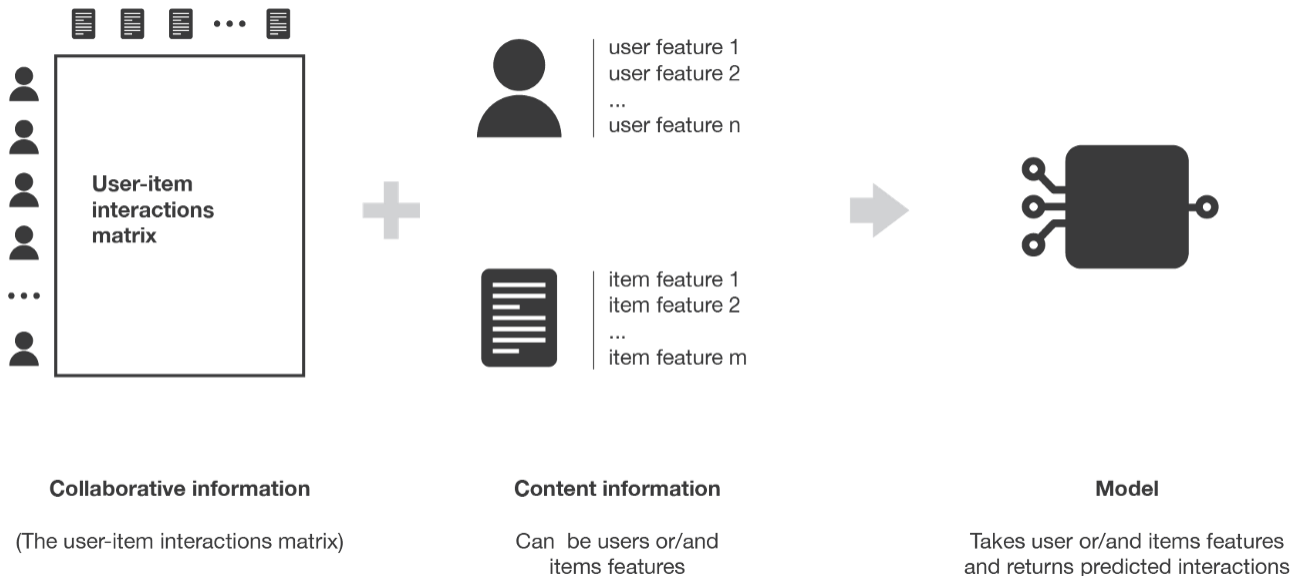 User-item
interactions
matrix
user feature 1
user feature 2
...
user feature n
item feature 1
item feature 2
...
item feature m
Collaborative information
(The user-item interactions matrix)
Content information
Can be users or/and
items features
Model
Takes user or/and items features
and returns predicted interactions